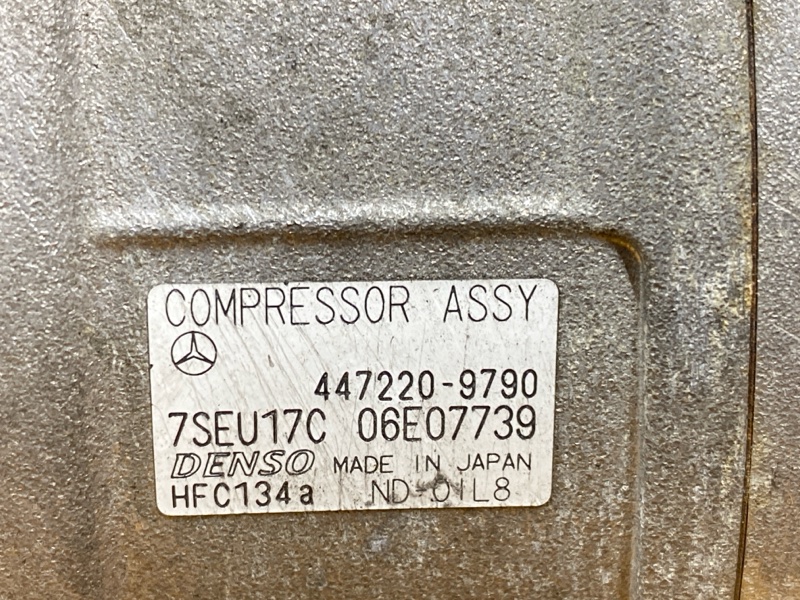 COMPRESSOR ASSY
447220-9790
7SEU17C 06E07739
DENSO MADE IN JAPAN
HFC134a ND-OIL8